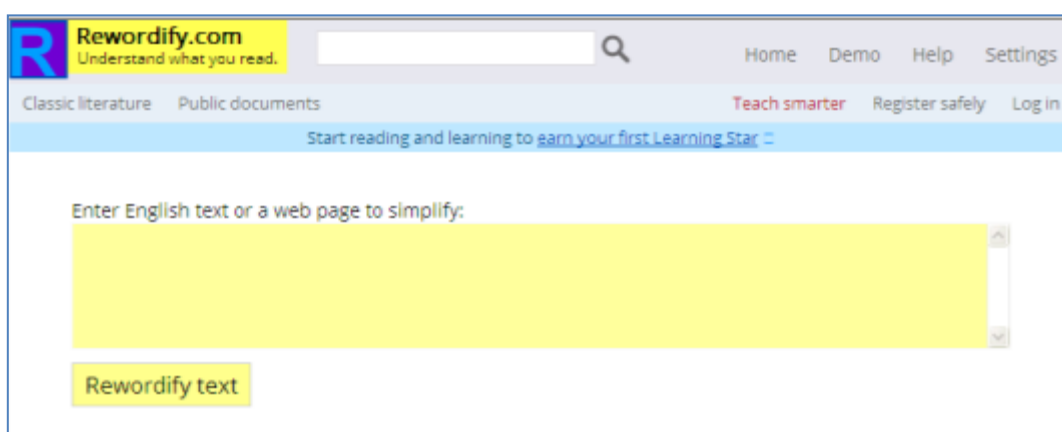 R Rewordify.com
Understand what you read.
Home Demo Help Settings
Classic literature Public documents Teach smarter Register safely Log in
Start reading and learning to earn your first Learning Star
Enter English text or a web page to simplify:
Rewordify text